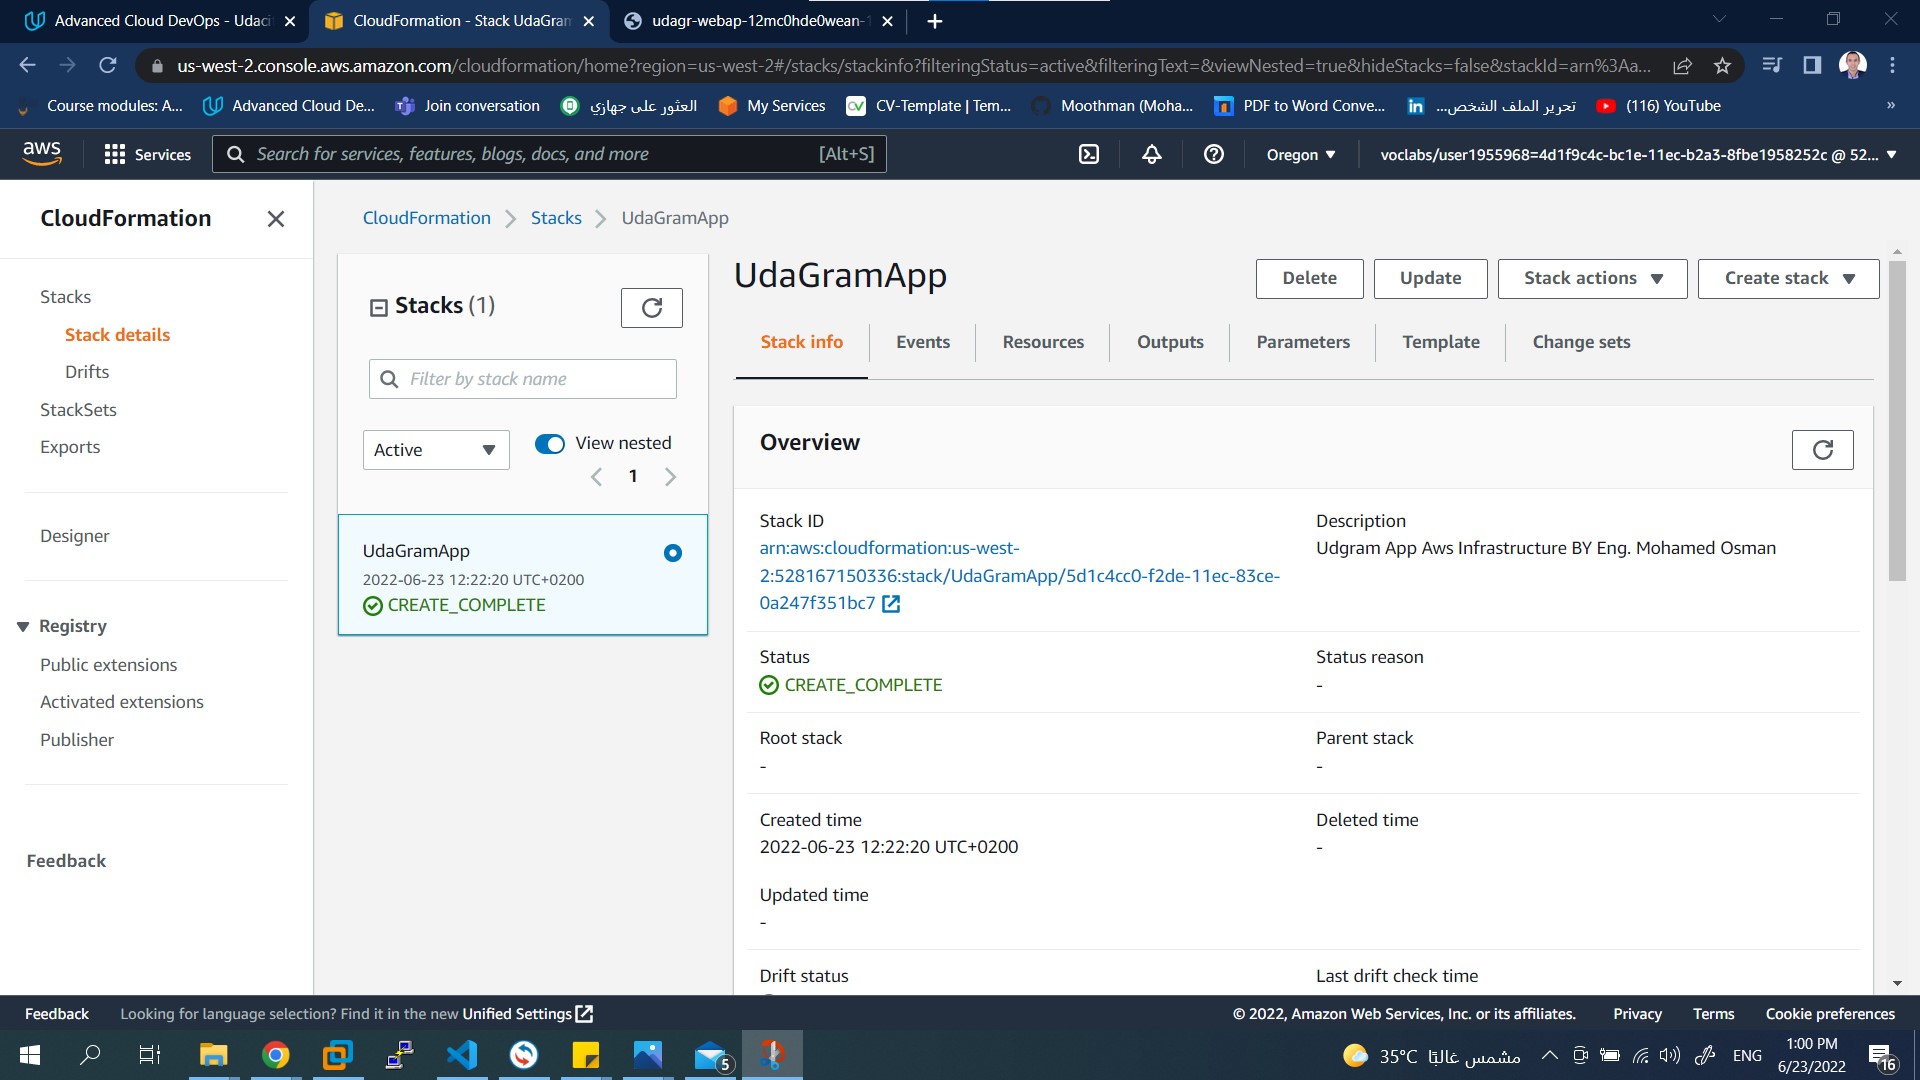 Advanced Cloud DevOps - Udaci
CloudFormation - Stack UdaGram
udagr-webap-12mc0hde0wean-1
us-west-2.console.aws.amazon.com/cloudformation/home?region=us-west-2#/stacks/stackinfo?filteringStatus=active&filteringText=&viewNested=true&hideStacks=false&stackId=arn%3Aa...
Course modules: A...
Advanced Cloud De...
Join conversation
العثور على جهازي
My Services
CV-Template | Tem...
Moothman (Moha...
PDF to Word Conve...
تحرير الملف الشخص...
(116) YouTube
»
aws
Services
Search for services, features, blogs, docs, and more
[Alt+S]
Oregon
voclabs/user1955968=4d1f9c4c-bc1e-11ec-b2a3-8fbe1958252c @ 52...
CloudFormation
Stacks
Stack details
Drifts
StackSets
Exports
Designer
Registry
Public extensions
Activated extensions
Publisher
Feedback
CloudFormation
Stacks
UdaGramApp
Stacks (1)
Filter by stack name
Active
View nested
1
UdaGramApp
2022-06-23 12:22:20 UTC+0200
CREATE_COMPLETE
UdaGramApp
Delete
Update
Stack actions
Create stack
Stack info
Events
Resources
Outputs
Parameters
Template
Change sets
Overview
Stack ID
arn:aws:cloudformation:us-west-
2:528167150336:stack/UdaGramApp/5d1c4cc0-f2de-11ec-83ce-
0a247f351bc7
Description
Udgram App Aws Infrastructure BY Eng. Mohamed Osman
Status
CREATE_COMPLETE
Status reason
-
Root stack
-
Parent stack
-
Created time
2022-06-23 12:22:20 UTC+0200
Deleted time
-
Updated time
-
Drift status
Last drift check time
Feedback
Looking for language selection? Find it in the new Unified Settings
© 2022, Amazon Web Services, Inc. or its affiliates.
Privacy
Terms
Cookie preferences
5
35°C مشمس غالبًا
ENG
1:00 PM
6/23/2022
16